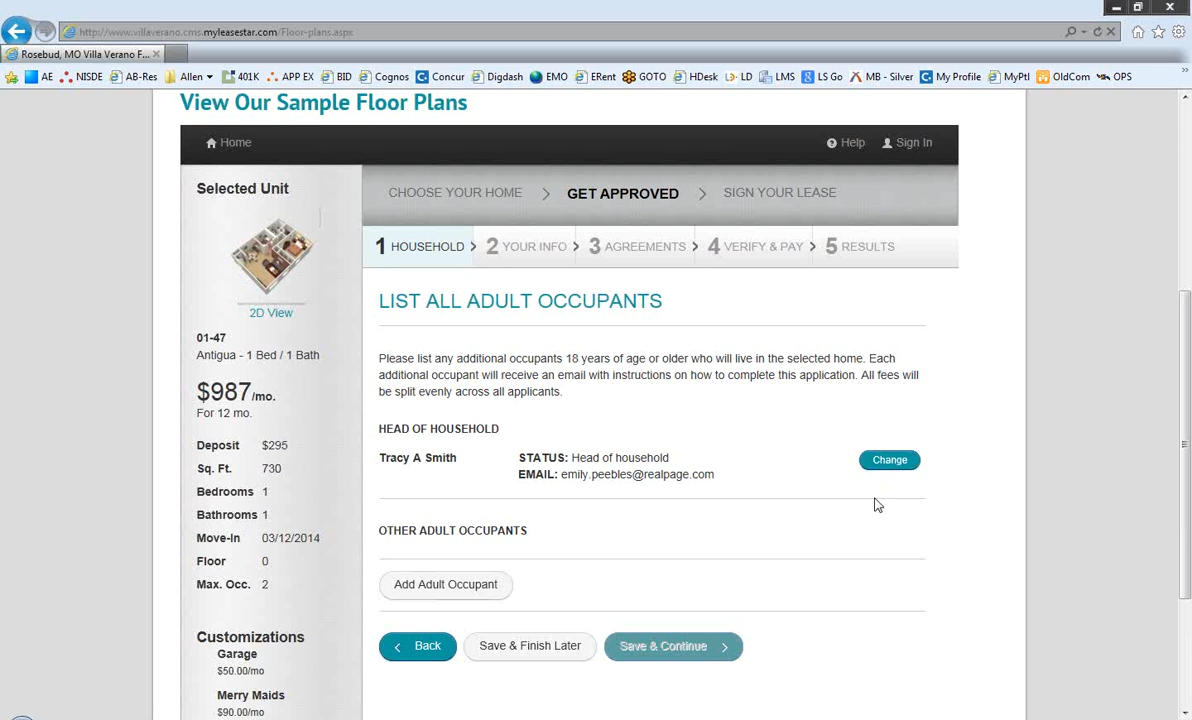 http://www.villaverano.cms.myleasestar.com/Floor-plans.aspx
Rosebud, MO Villa Verano F...
AE NISDE AB-Res Allen 401K APP EX BID Cognos Concur Digdash EMO ERent GOTO HDesk LD LMS LS Go MB - Silver My Profile MyPtl OldCom OPS
View Our Sample Floor Plans
Home Help Sign In
Selected Unit
CHOOSE YOUR HOME GET APPROVED SIGN YOUR LEASE
1 HOUSEHOLD 2 YOUR INFO 3 AGREEMENTS 4 VERIFY & PAY 5 RESULTS
2D View
01-47
Antigua - 1 Bed / 1 Bath
$987/mo.
For 12 mo.
Deposit $295
Sq. Ft. 730
Bedrooms 1
Bathrooms 1
Move-In 03/12/2014
Floor 0
Max. Occ. 2
Customizations
Garage
$50.00/mo
Merry Maids
$90.00/mo
LIST ALL ADULT OCCUPANTS
Please list any additional occupants 18 years of age or older who will live in the selected home. Each
additional occupant will receive an email with instructions on how to complete this application. All fees will
be split evenly across all applicants.
HEAD OF HOUSEHOLD
Tracy A Smith STATUS: Head of household
EMAIL: emily.peebles@realpage.com
Change
OTHER ADULT OCCUPANTS
Add Adult Occupant
Back Save & Finish Later Save & Continue